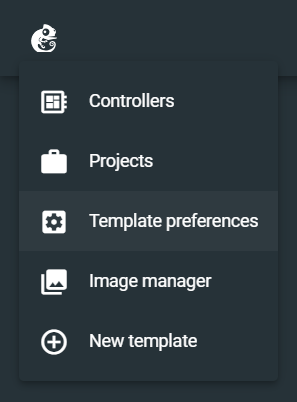 Controllers
Projects
Template preferences
Image manager
New template